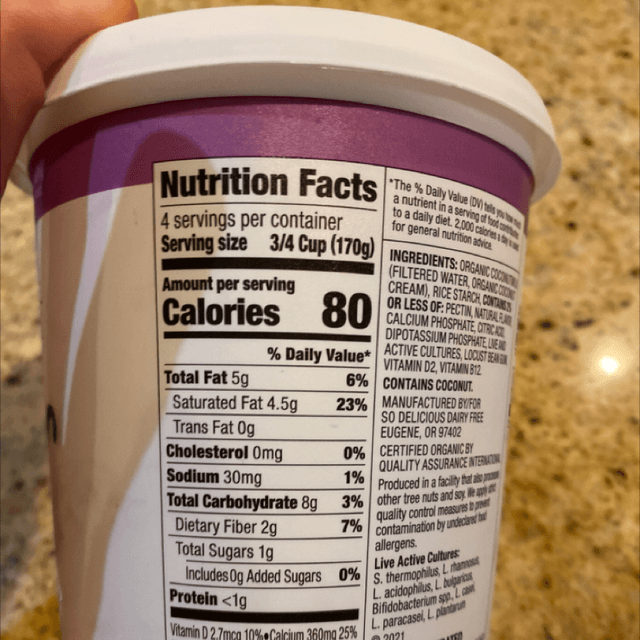 Nutrition Facts
4 servings per container
Serving size 3/4 Cup (170g)
Amount per serving
Calories 80
% Daily Value*
Total Fat 5g 6%
Saturated Fat 4.5g 23%
Trans Fat 0g
Cholesterol 0mg 0%
Sodium 30mg 1%
Total Carbohydrate 8g 3%
Dietary Fiber 2g 7%
Total Sugars 1g
Includes 0g Added Sugars 0%
Protein <1g
Vitamin D 2.7mcg 10% • Calcium 360mg 25%
*The % Daily Value (DV) tells you how
a nutrient in a serving of food
to a daily diet. 2,000 calories a day is
for general nutrition advice.
INGREDIENTS: ORGANIC
(FILTERED WATER, ORGANIC COCONUT
CREAM), RICE STARCH, CONTAINS
OR LESS OF: PECTIN, NATURAL
CALCIUM PHOSPHATE, CITRIC ACID,
DIPOTASSIUM PHOSPHATE, LIVE AND
ACTIVE CULTURES, LOCUST BEAN GUM,
VITAMIN D2, VITAMIN B12.
CONTAINS COCONUT.
MANUFACTURED BY/FOR
SO DELICIOUS DAIRY FREE
EUGENE, OR 97402
CERTIFIED ORGANIC BY
QUALITY ASSURANCE INTERNATIONAL
Produced in a facility that also
other tree nuts and soy. We apply
quality control measures to prevent
contamination by undeclared food
allergens.
Live Active Cultures:
S. thermophilus, L. rhamnosus,
L. acidophilus, L. bulgaricus,
Bifidobacterium spp., L. casei,
L. paracasei, L. plantarum
© 2021